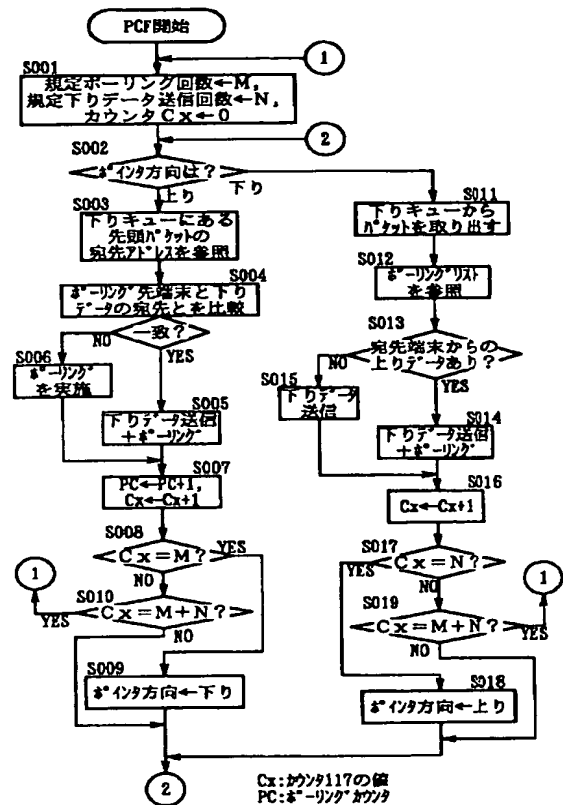 PCF開始
1
S001
規定ポーリング回数←M,
規定下りデータ送信回数←N,
カウンタCx←0
2
S002
ポインタ方向は?
上り
下り
S003
下りキューにある
先頭パケットの
宛先アドレスを参照
S004
ポーリング先端末と下り
データの宛先とを比較
一致?
NO
YES
S006
ポーリング
を実施
S005
下りデータ送信
+ポーリング
S007
PC←PC+1,
Cx←Cx+1
S008
Cx=M?
YES
NO
1
S010
Cx=M+N?
YES
NO
S009
ポインタ方向←下り
S011
下りキューから
パタットを取り出す
S012
ポーリングリスト
を参照
S013
宛先端末からの
上りデータあり?
NO
YES
S015
下りデータ
送信
S014
下りデータ送信
+ポーリング
S016
Cx←Cx+1
S017
Cx=N?
YES
NO
1
S019
Cx=M+N?
YES
NO
S018
ポインタ方向←上り
2
Cx:カウンタ117の値
PC:ポーリングカウンタ